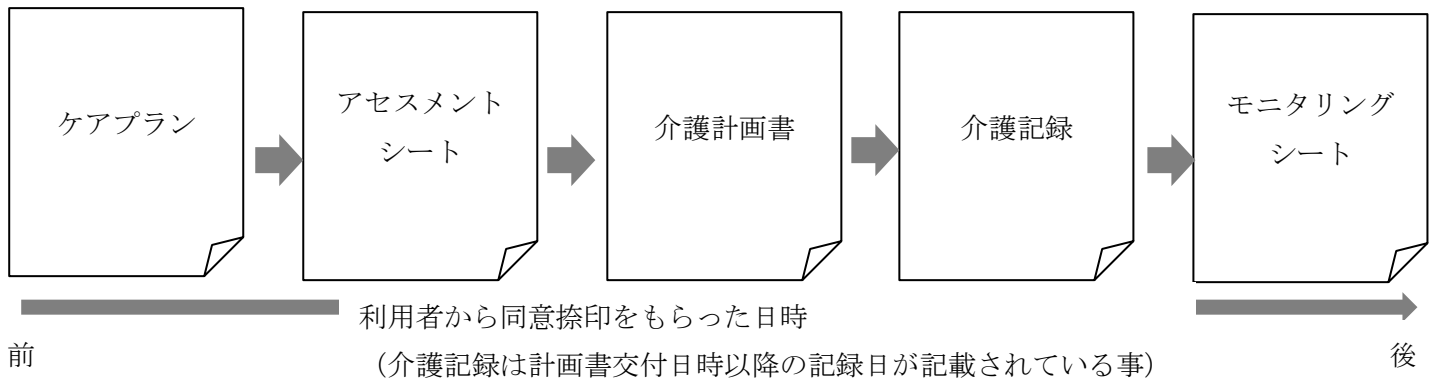 ケアプラン
アセスメント
シート
介護計画書
介護記録
モニタリング
シート
利用者から同意捺印をもらった日時
前
（介護記録は計画書交付日時以降の記録日が記載されている事）
後